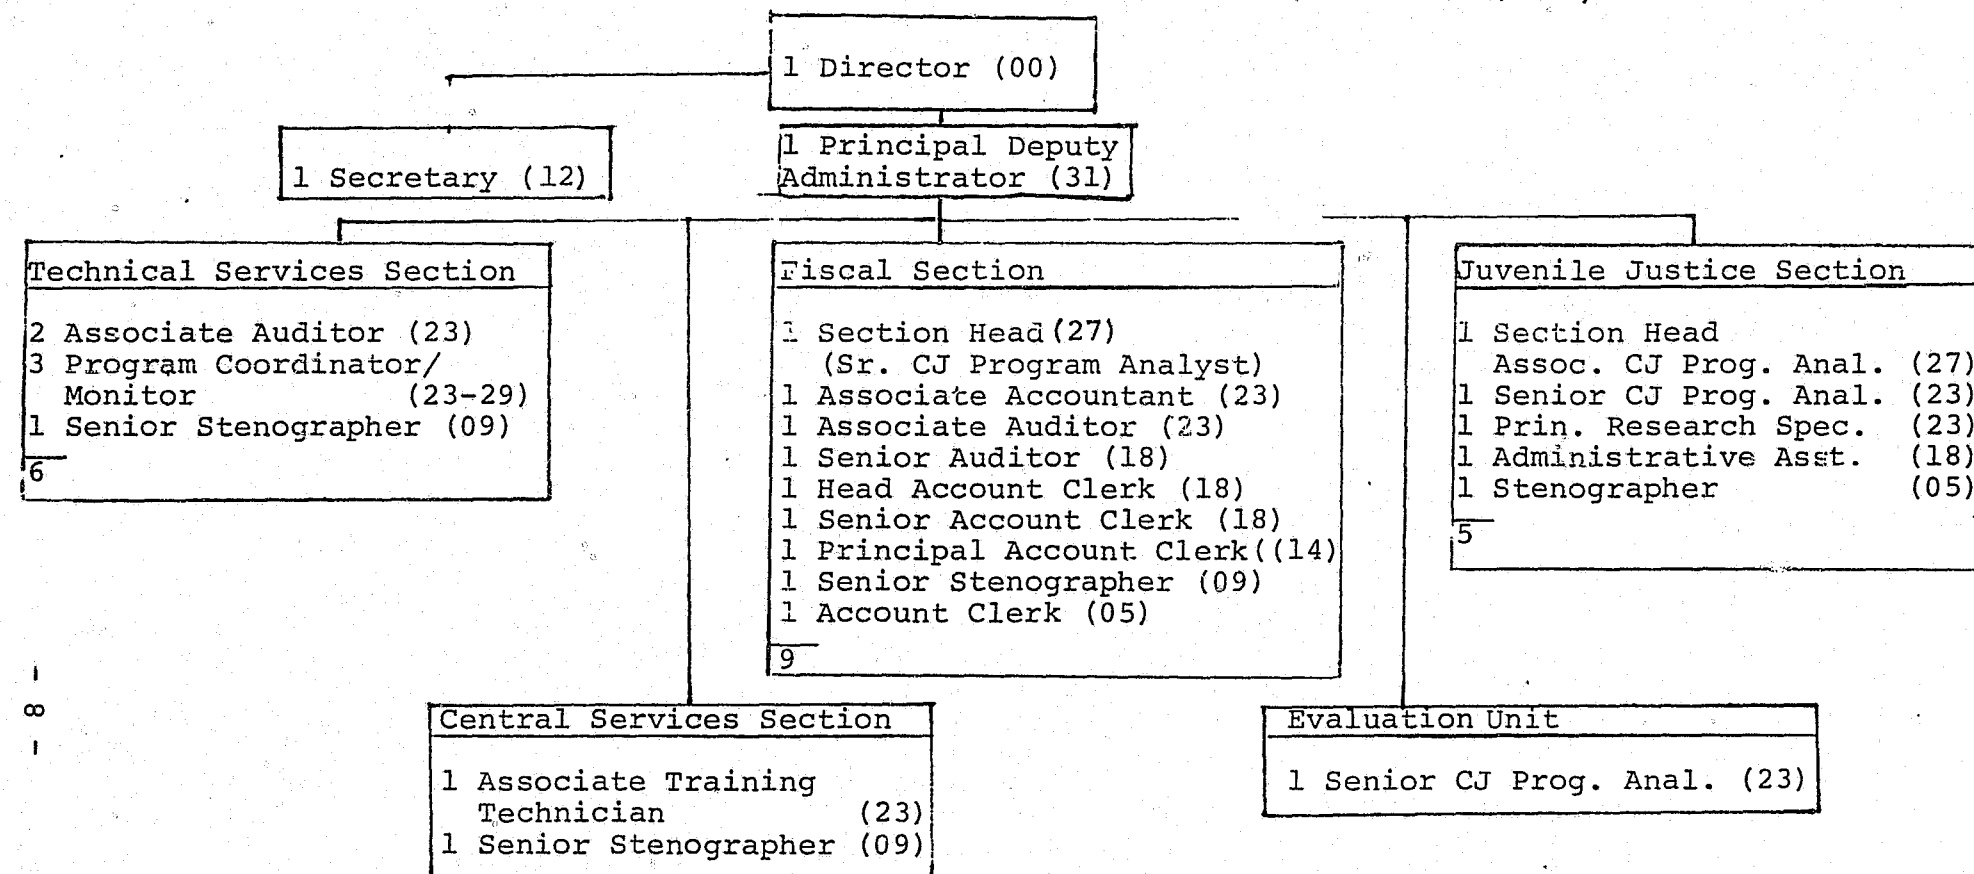 1 Director (00)
1 Secretary (12)
1 Principal Deputy
Administrator (31)
Technical Services Section
2 Associate Auditor (23)
3 Program Coordinator/
Monitor (23-29)
1 Senior Stenographer (09)
6
Fiscal Section
1 Section Head (27)
(Sr. CJ Program Analyst)
1 Associate Accountant (23)
1 Associate Auditor (23)
1 Senior Auditor (18)
1 Head Account Clerk (18)
1 Senior Account Clerk (18)
1 Principal Account Clerk((14)
1 Senior Stenographer (09)
1 Account Clerk (05)
9
Juvenile Justice Section
1 Section Head
Assoc. CJ Prog. Anal. (27)
1 Senior CJ Prog. Anal. (23)
1 Prin. Research Spec. (23)
1 Administrative Asst. (18)
1 Stenographer (05)
5
Central Services Section
1 Associate Training
Technician (23)
1 Senior Stenographer (09)
Evaluation Unit
1 Senior CJ Prog. Anal. (23)
- 8 -